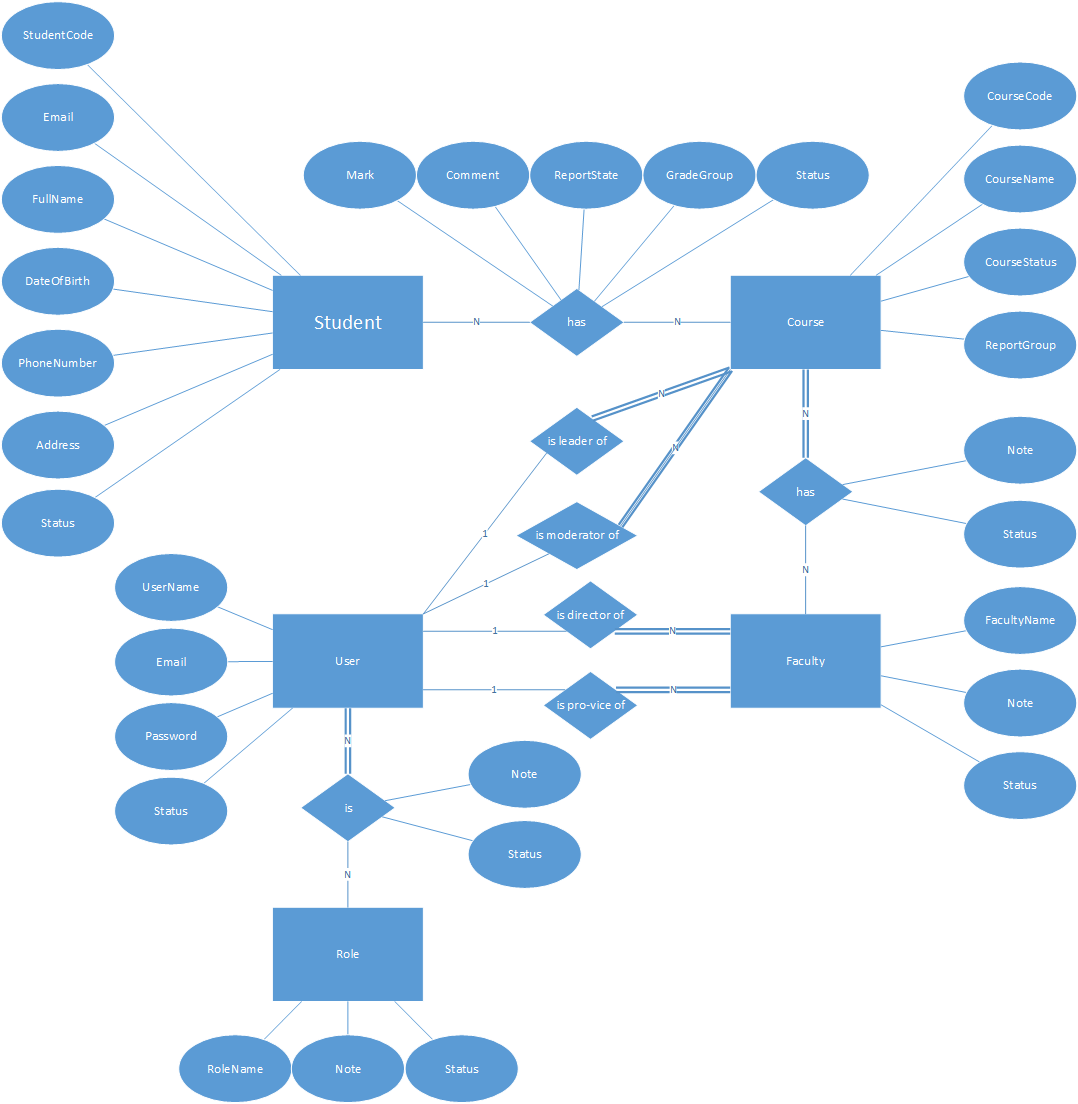 StudentCode
CourseCode
Email
Mark
Comment
ReportState
GradeGroup
Status
CourseName
FullName
CourseStatus
DateOfBirth
Student
N
has
N
Course
ReportGroup
PhoneNumber
N
N
Address
is leader of
N
Note
has
Status
Status
1
is moderator of
N
1
UserName
is director of
FacultyName
1
N
User
Faculty
Email
1
N
is pro-vice of
Note
Password
N
Note
Status
Status
is
Status
N
Role
RoleName
Note
Status